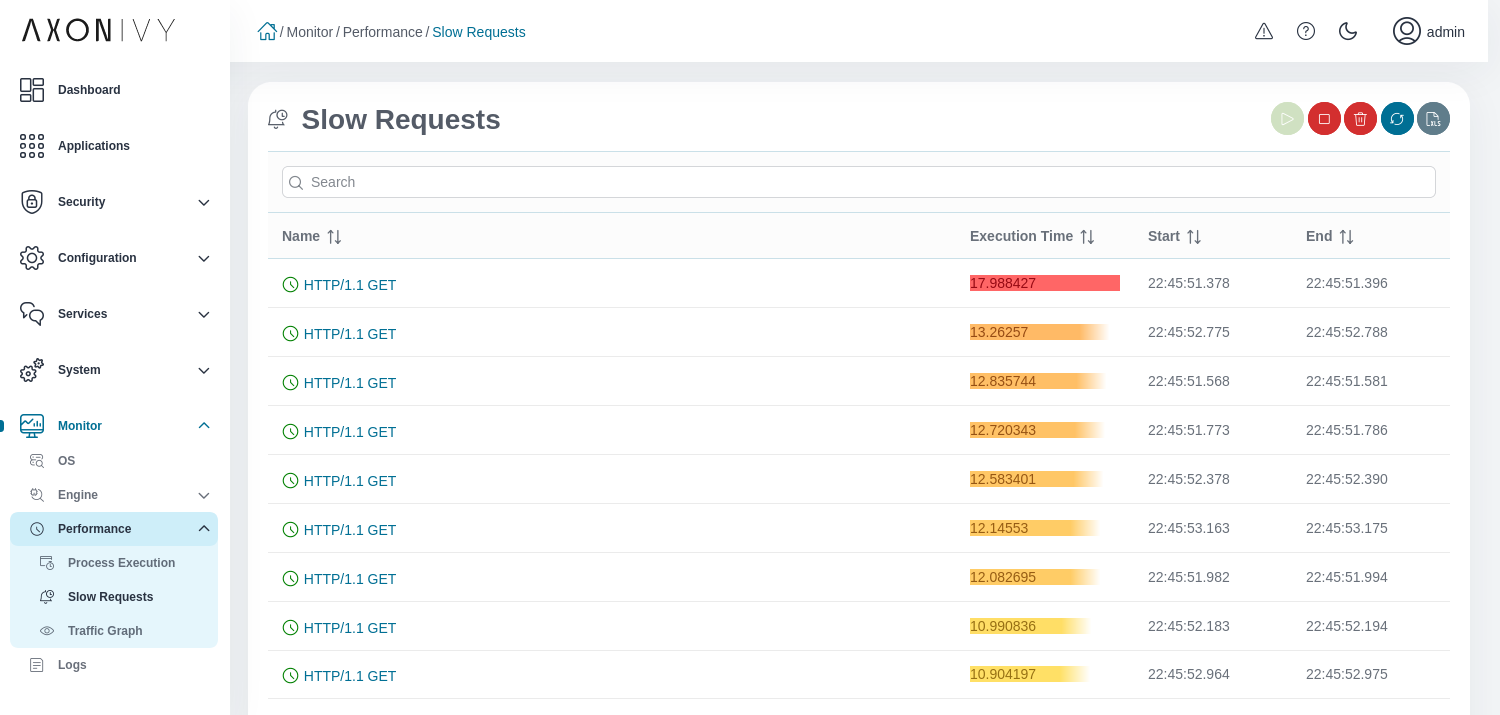 AXONIVY
/ Monitor / Performance / Slow Requests
admin
Dashboard
Applications
Security
Configuration
Services
System
Monitor
OS
Engine
Performance
Process Execution
Slow Requests
Traffic Graph
Logs
Slow Requests
XLS
Search
Name Execution Time Start End
HTTP/1.1 GET 17.988427 22:45:51.378 22:45:51.396
HTTP/1.1 GET 13.26257 22:45:52.775 22:45:52.788
HTTP/1.1 GET 12.835744 22:45:51.568 22:45:51.581
HTTP/1.1 GET 12.720343 22:45:51.773 22:45:51.786
HTTP/1.1 GET 12.583401 22:45:52.378 22:45:52.390
HTTP/1.1 GET 12.14553 22:45:53.163 22:45:53.175
HTTP/1.1 GET 12.082695 22:45:51.982 22:45:51.994
HTTP/1.1 GET 10.990836 22:45:52.183 22:45:52.194
HTTP/1.1 GET 10.904197 22:45:52.964 22:45:52.975